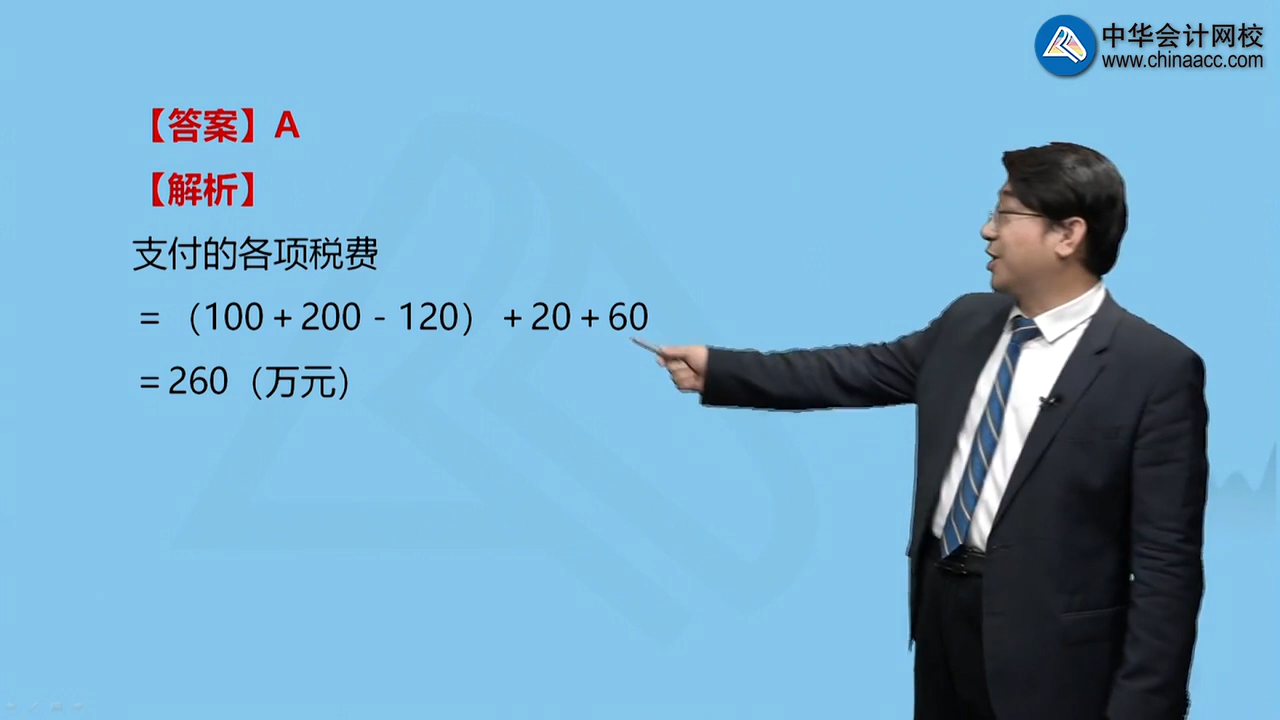 中华会计网校
www.chinaacc.com
【答案】A
【解析】
支付的各项税费
＝（100＋200－120）＋20＋60
＝260（万元）